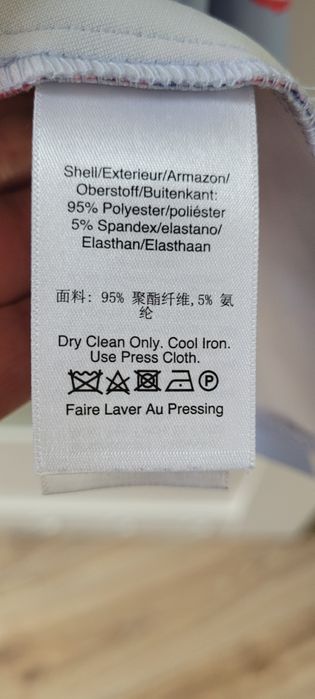 Shell/Exterieur/Armazon/
Oberstoff/Buitenkant:
95% Polyester/poliéster
5% Spandex/elastano/
Elasthan/Elasthaan
面料: 95% 聚酯纤维,5% 氨
纶
Dry Clean Only. Cool Iron.
Use Press Cloth.
P
Faire Laver Au Pressing